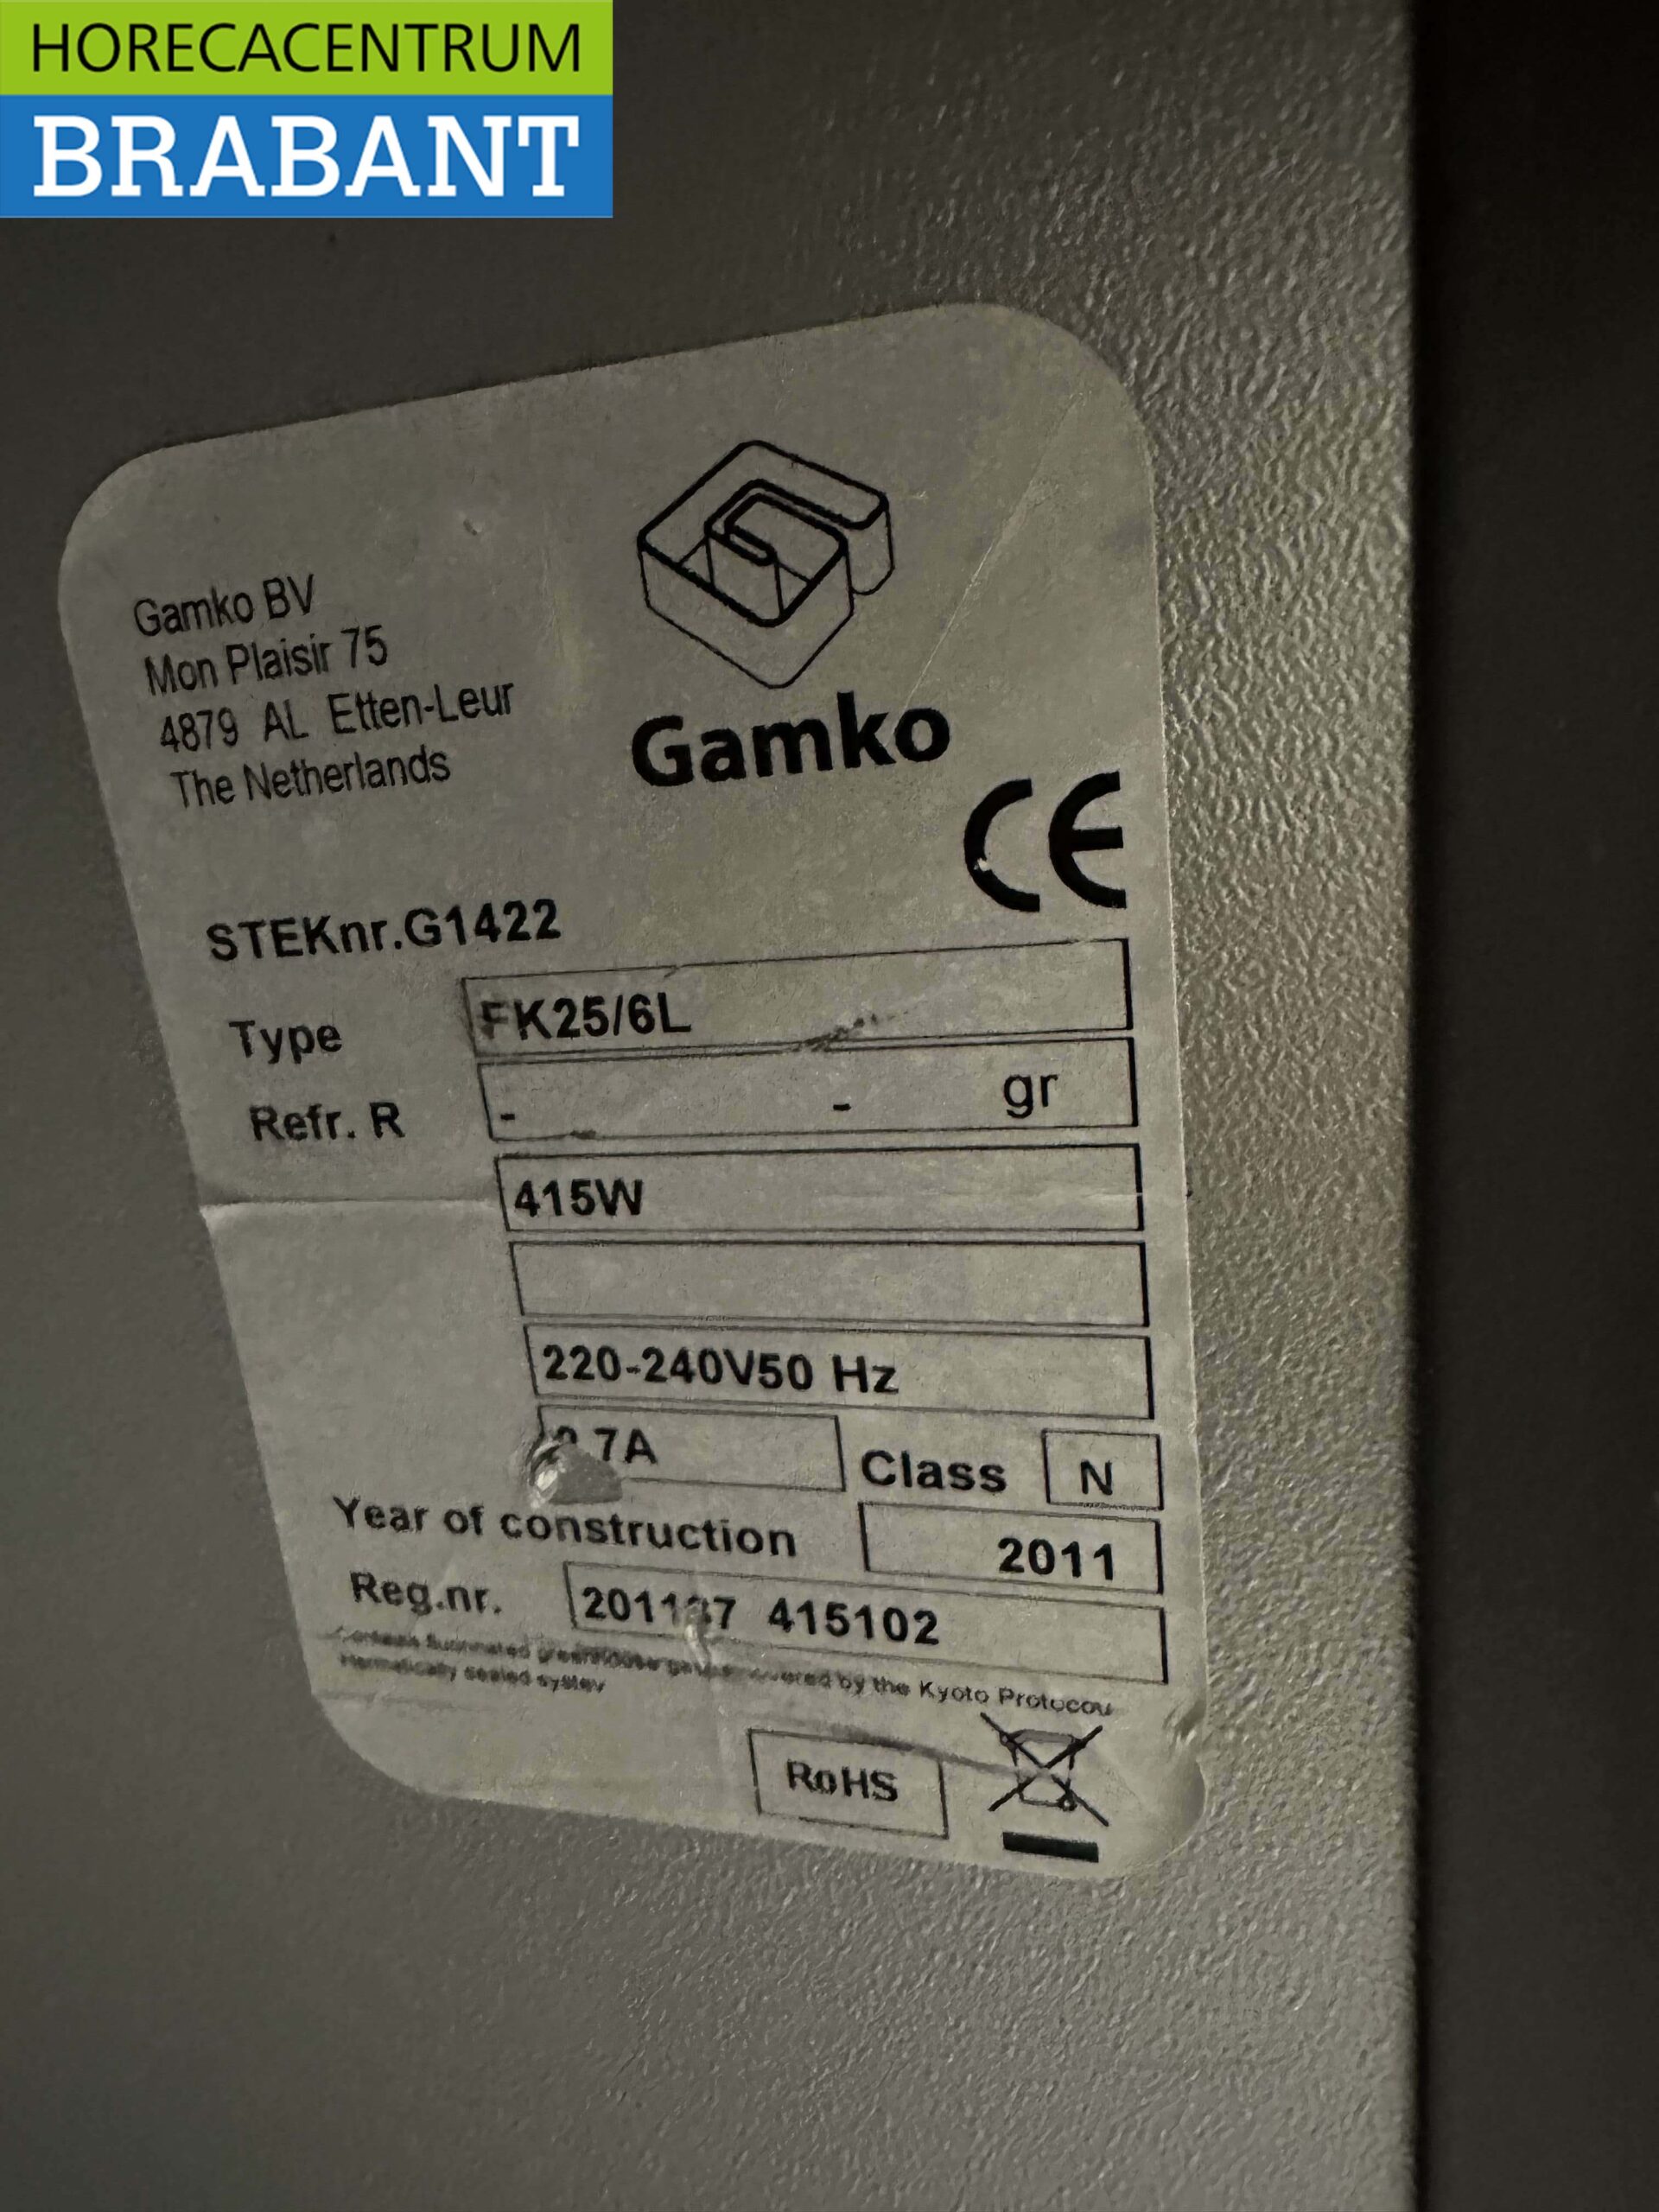 HORECACENTRUM
BRABANT
Gamko BV
Mon Plaisir 75
4879 AL Etten-Leur
The Netherlands
Gamko
CE
STEKnr.G1422
Type FK25/6L
Refr. R - - gr
415W
220-240V50 Hz
Class N
Year of construction 2011
Reg.nr. 415102
by the Kyoto
Hermetically sealed
RoHS